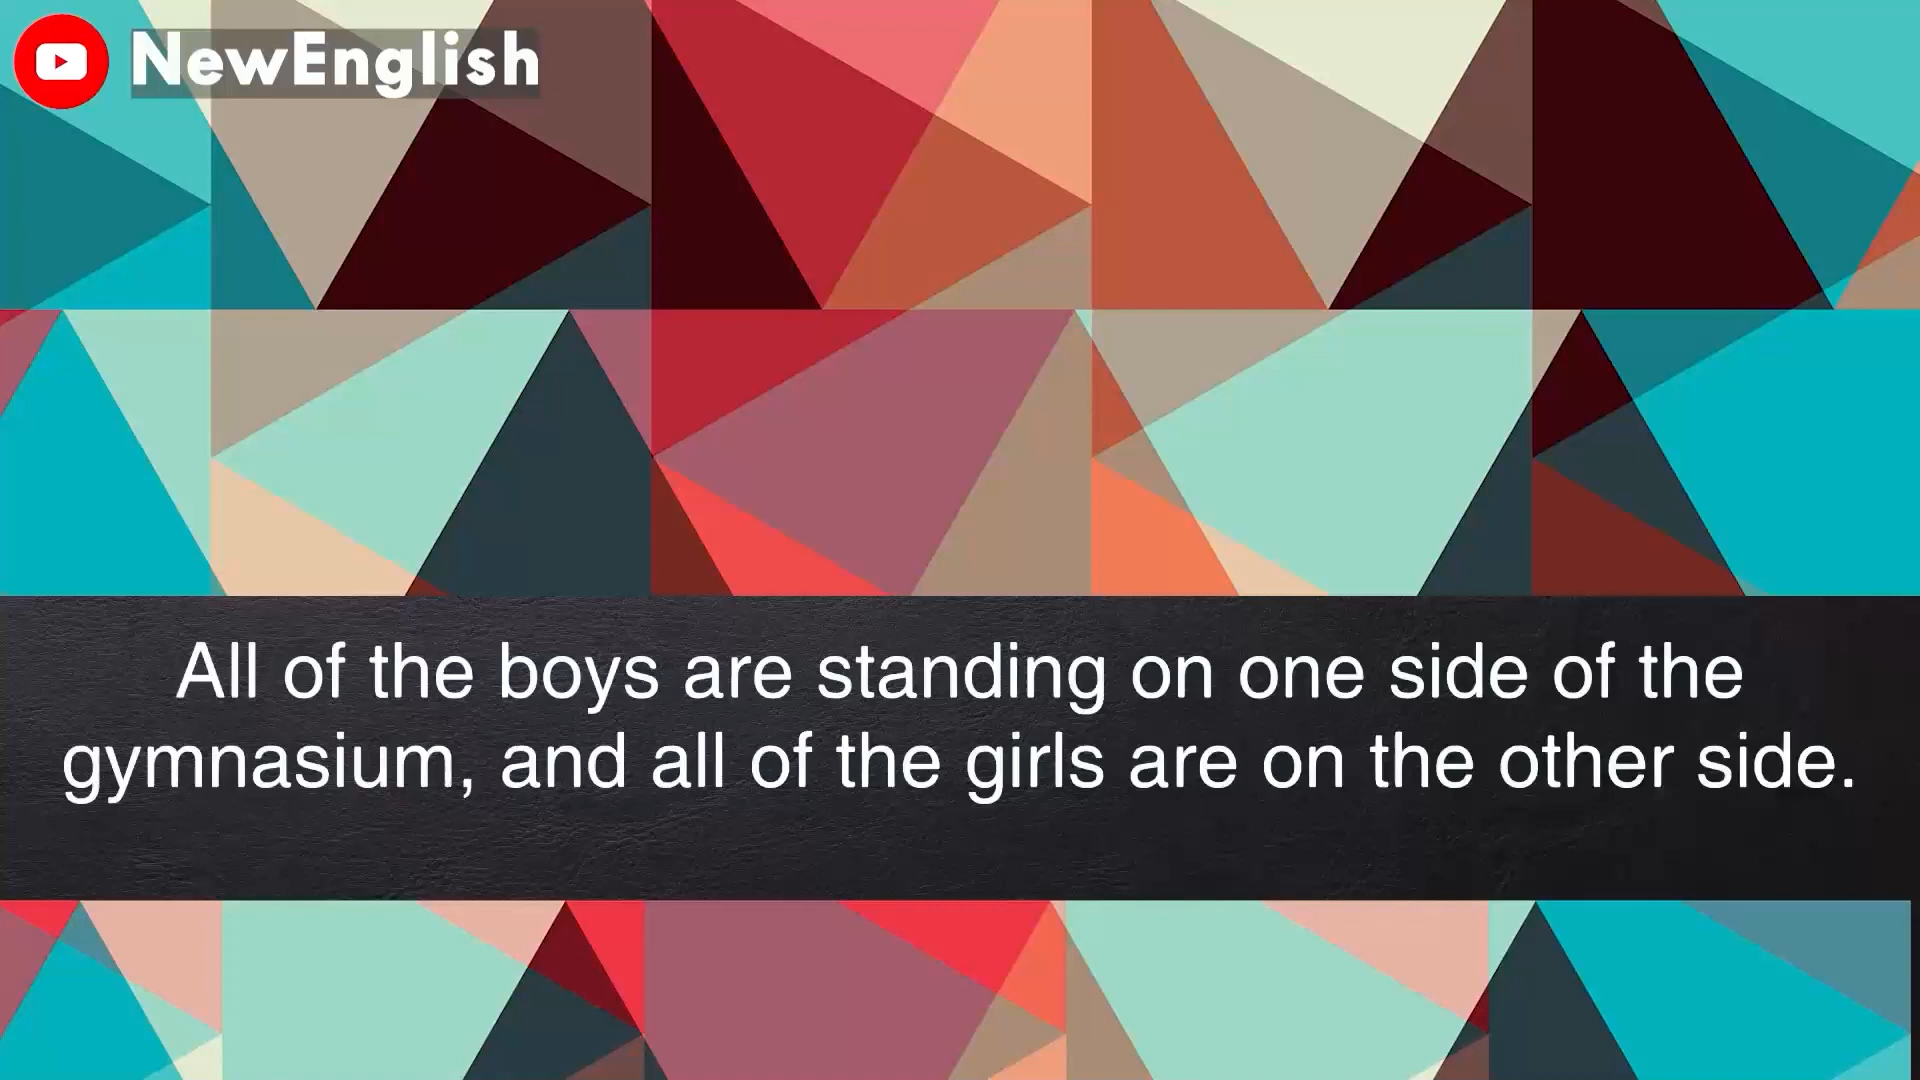 NewEnglish
All of the boys are standing on one side of the
gymnasium, and all of the girls are on the other side.